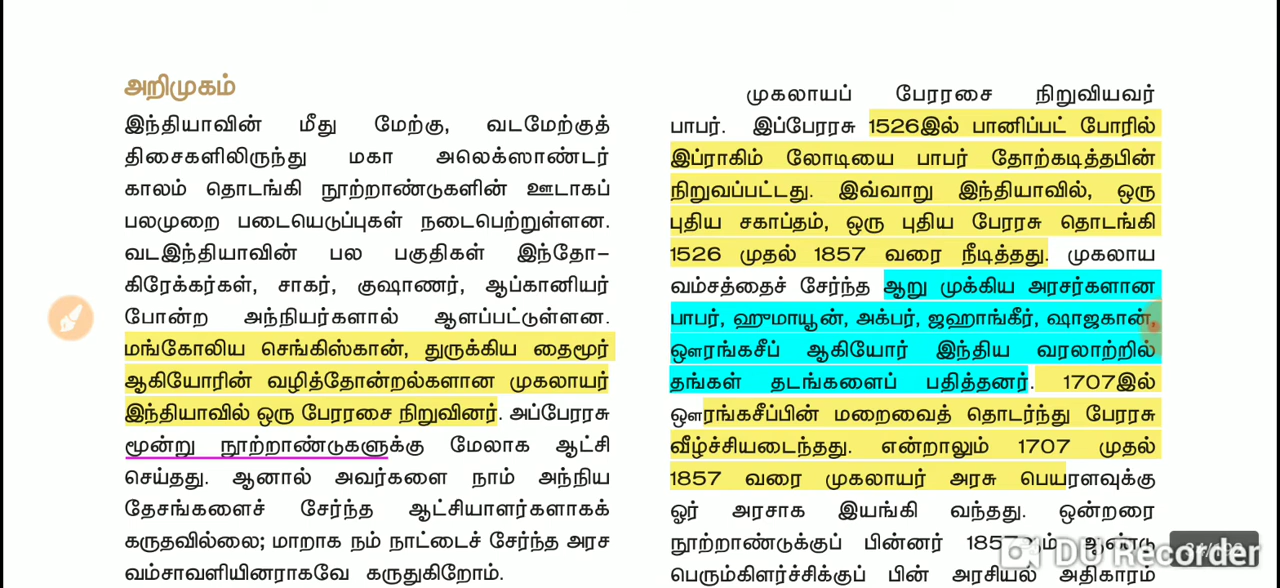 அறிமுகம்
இந்தியாவின் மீது மேற்கு, வடமேற்குத்
திசைகளிலிருந்து மகா அலெக்ஸாண்டர்
காலம் தொடங்கி நூற்றாண்டுகளின் ஊடாகப்
பலமுறை படையெடுப்புகள் நடைபெற்றுள்ளன.
வடஇந்தியாவின் பல பகுதிகள் இந்தோ–
கிரேக்கர்கள், சாகர், குஷாணர், ஆப்கானியர்
போன்ற அந்நியர்களால் ஆளப்பட்டுள்ளன.
மங்கோலிய செங்கிஸ்கான், துருக்கிய தைமூர்
ஆகியோரின் வழித்தோன்றல்களான முகலாயர்
இந்தியாவில் ஒரு பேரரசை நிறுவினர். அப்பேரரசு
மூன்று நூற்றாண்டுகளுக்கு மேலாக ஆட்சி
செய்தது. ஆனால் அவர்களை நாம் அந்நிய
தேசங்களைச் சேர்ந்த ஆட்சியாளர்களாகக்
கருதவில்லை; மாறாக நம் நாட்டைச் சேர்ந்த அரச
வம்சாவளியினராகவே கருதுகிறோம்.
முகலாயப் பேரரசை நிறுவியவர்
பாபர். இப்பேரரசு 1526இல் பானிப்பட் போரில்
இப்ராகிம் லோடியை பாபர் தோற்கடித்தபின்
நிறுவப்பட்டது. இவ்வாறு இந்தியாவில், ஒரு
புதிய சகாப்தம், ஒரு புதிய பேரரசு தொடங்கி
1526 முதல் 1857 வரை நீடித்தது. முகலாய
வம்சத்தைச் சேர்ந்த ஆறு முக்கிய அரசர்களான
பாபர், ஹுமாயூன், அக்பர், ஜஹாங்கீர், ஷாஜகான்,
ஔரங்கசீப் ஆகியோர் இந்திய வரலாற்றில்
தங்கள் தடங்களைப் பதித்தனர். 1707இல்
ஔரங்கசீப்பின் மறைவைத் தொடர்ந்து பேரரசு
வீழ்ச்சியடைந்தது. என்றாலும் 1707 முதல்
1857 வரை முகலாயர் அரசு பெயரளவுக்கு
ஓர் அரசாக இயங்கி வந்தது. ஒன்றரை
நூற்றாண்டுக்குப் பின்னர் 1857ஆம் ஆண்டு
பெரும்கிளர்ச்சிக்குப் பின் அரசியல் அதிகாரம்
DU Recorder